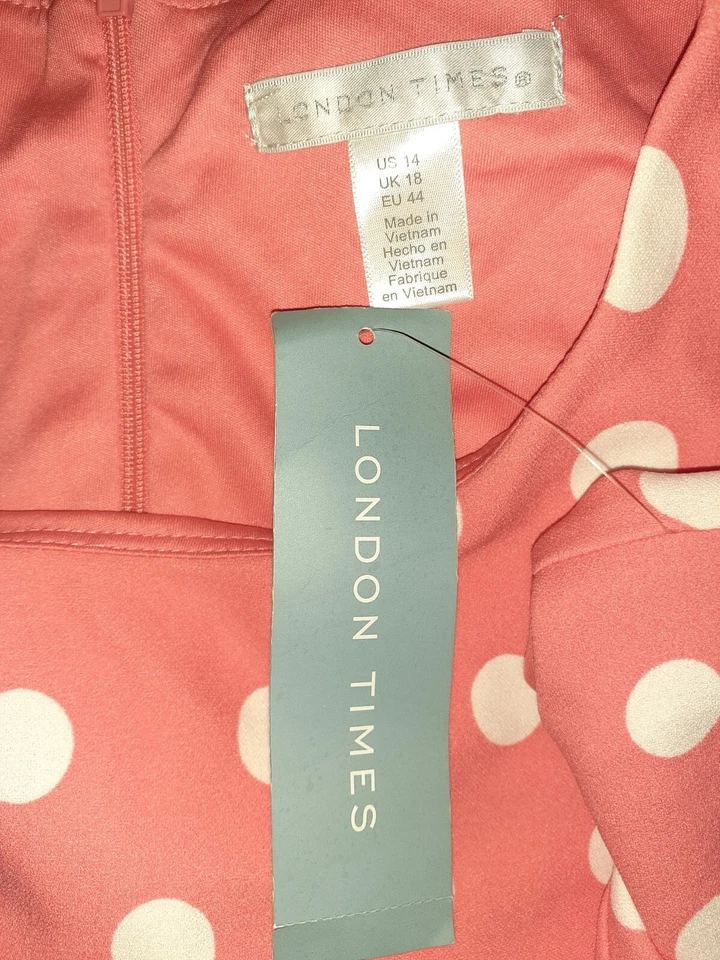 LONDON TIMES®
US 14
UK 18
EU 44
Made in
Vietnam
Hecho en
Vietnam
Fabrique
en Vietnam
LONDON TIMES